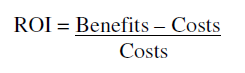 ROI = Benefits – Costs
Costs